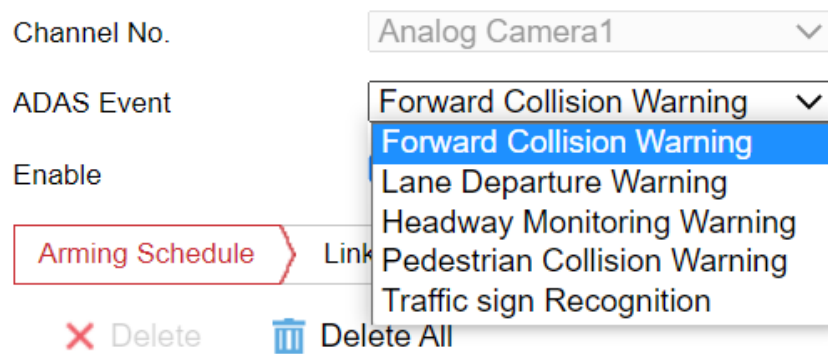 Channel No. Analog Camera1
ADAS Event Forward Collision Warning
Forward Collision Warning
Enable
Lane Departure Warning
Headway Monitoring Warning
Arming Schedule
Pedestrian Collision Warning
Traffic sign Recognition
Delete Delete All